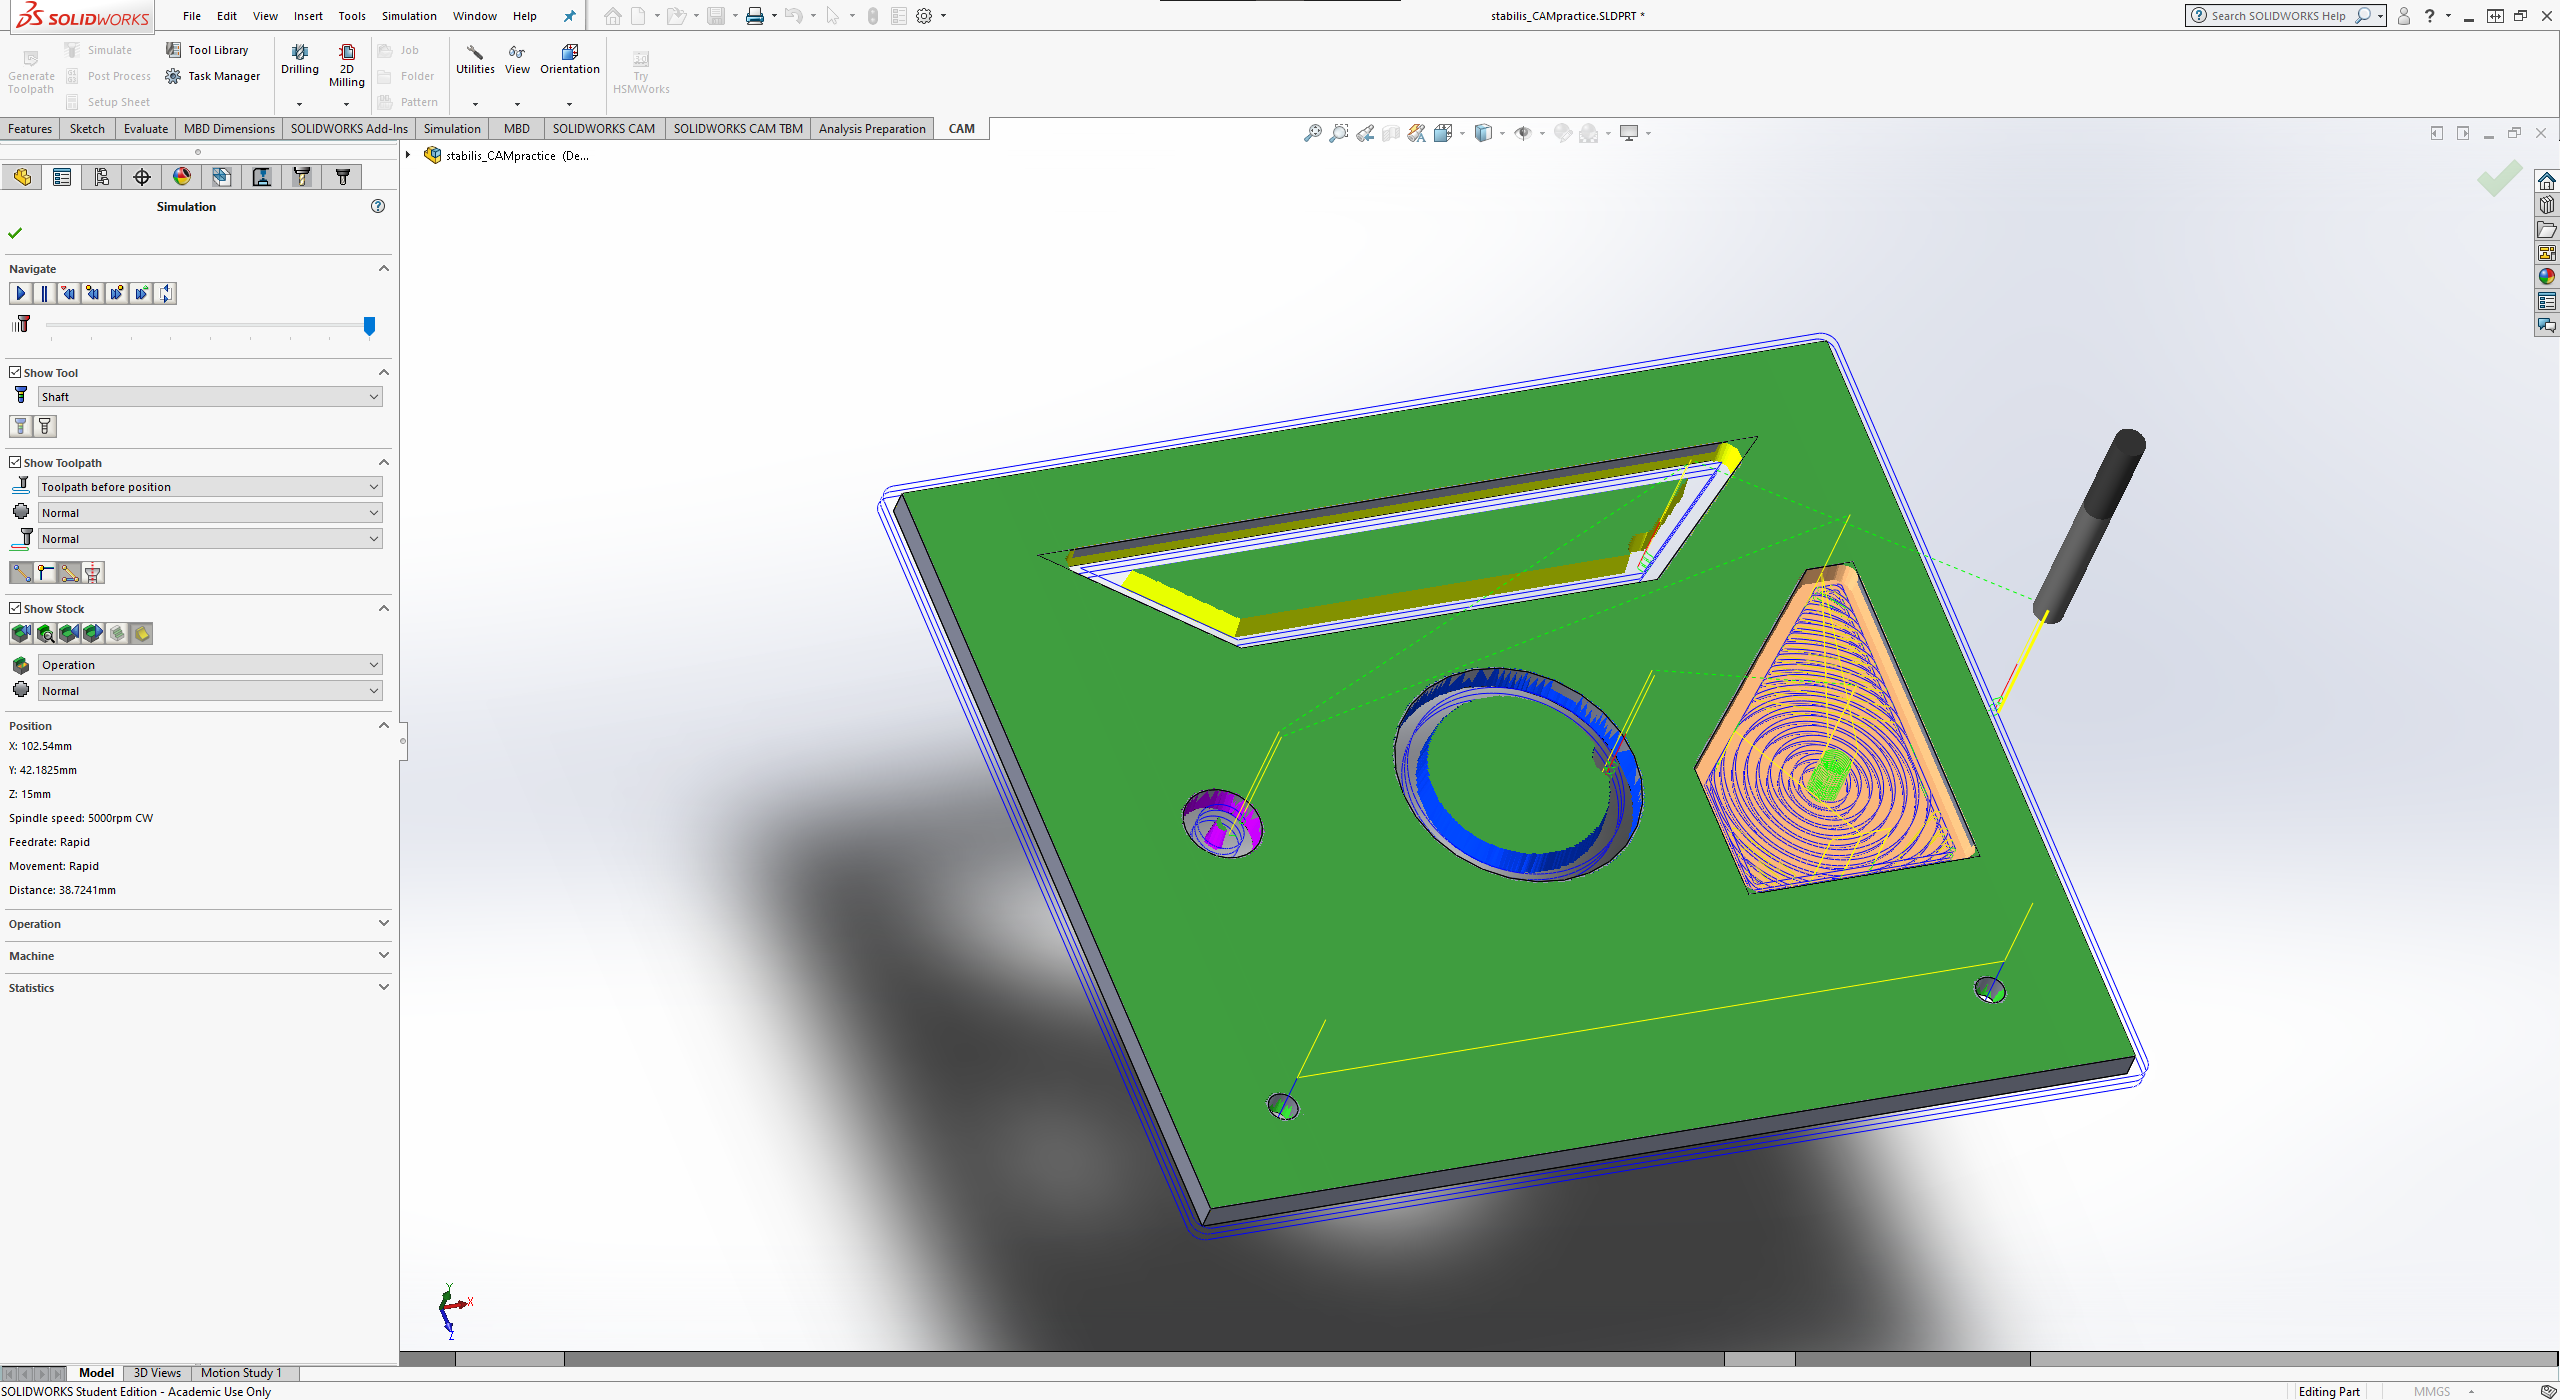 SOLIDWORKS
File Edit View Insert Tools Simulation Window Help
stabilis_CAMpractice.SLDPRT *
Search SOLIDWORKS Help
Generate Toolpath
Simulate
Post Process
Setup Sheet
Tool Library
Task Manager
Drilling
2D Milling
Job
Folder
Pattern
Utilities
View
Orientation
Try HSMWorks
Features Sketch Evaluate MBD Dimensions SOLIDWORKS Add-Ins Simulation MBD SOLIDWORKS CAM SOLIDWORKS CAM TBM Analysis Preparation CAM
stabilis_CAMpractice (De...
Simulation
Navigate
Show Tool
Shaft
Show Toolpath
Toolpath before position
Normal
Normal
Show Stock
Operation
Normal
Position
X: 102.54mm
Y: 42.1825mm
Z: 15mm
Spindle speed: 5000rpm CW
Feedrate: Rapid
Movement: Rapid
Distance: 38.7241mm
Operation
Machine
Statistics
Y
X
Z
Model 3D Views Motion Study 1
SOLIDWORKS Student Edition - Academic Use Only
Editing Part
MMGS